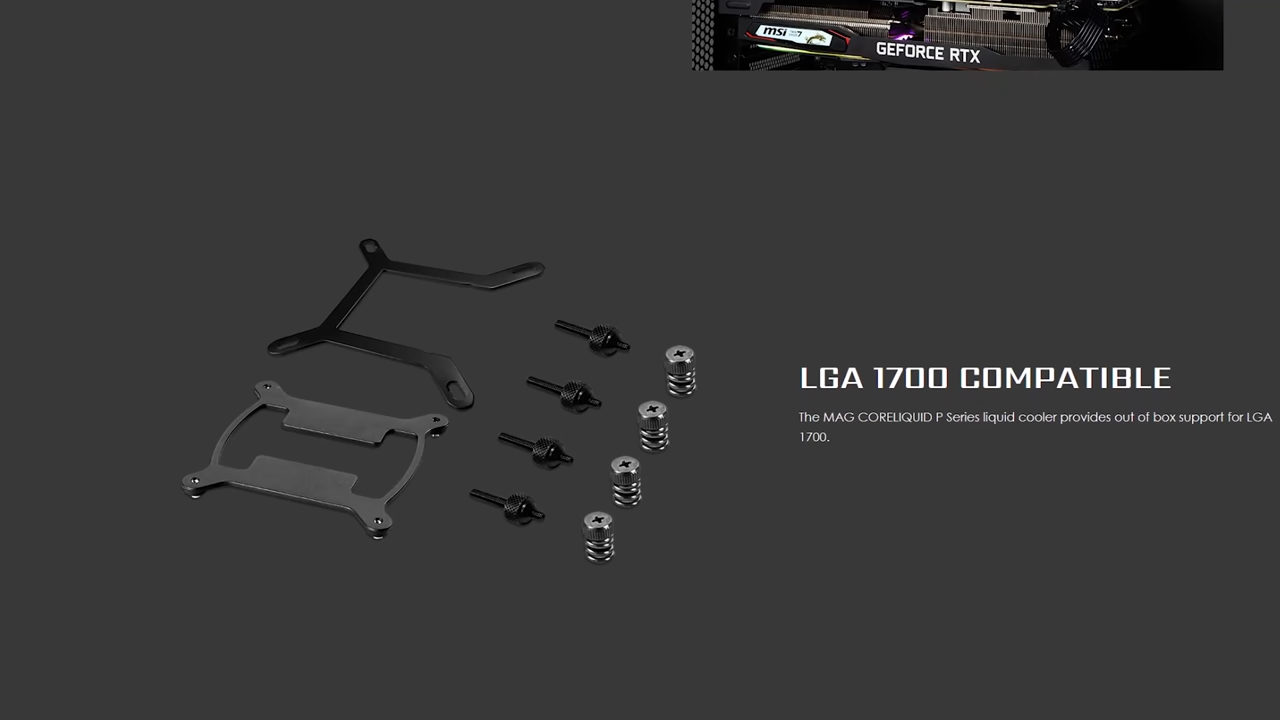 msi
GEFORCE RTX
LGA 1700 COMPATIBLE
The MAG CORELIQUID P Series liquid cooler provides out of box support for LGA
1700.